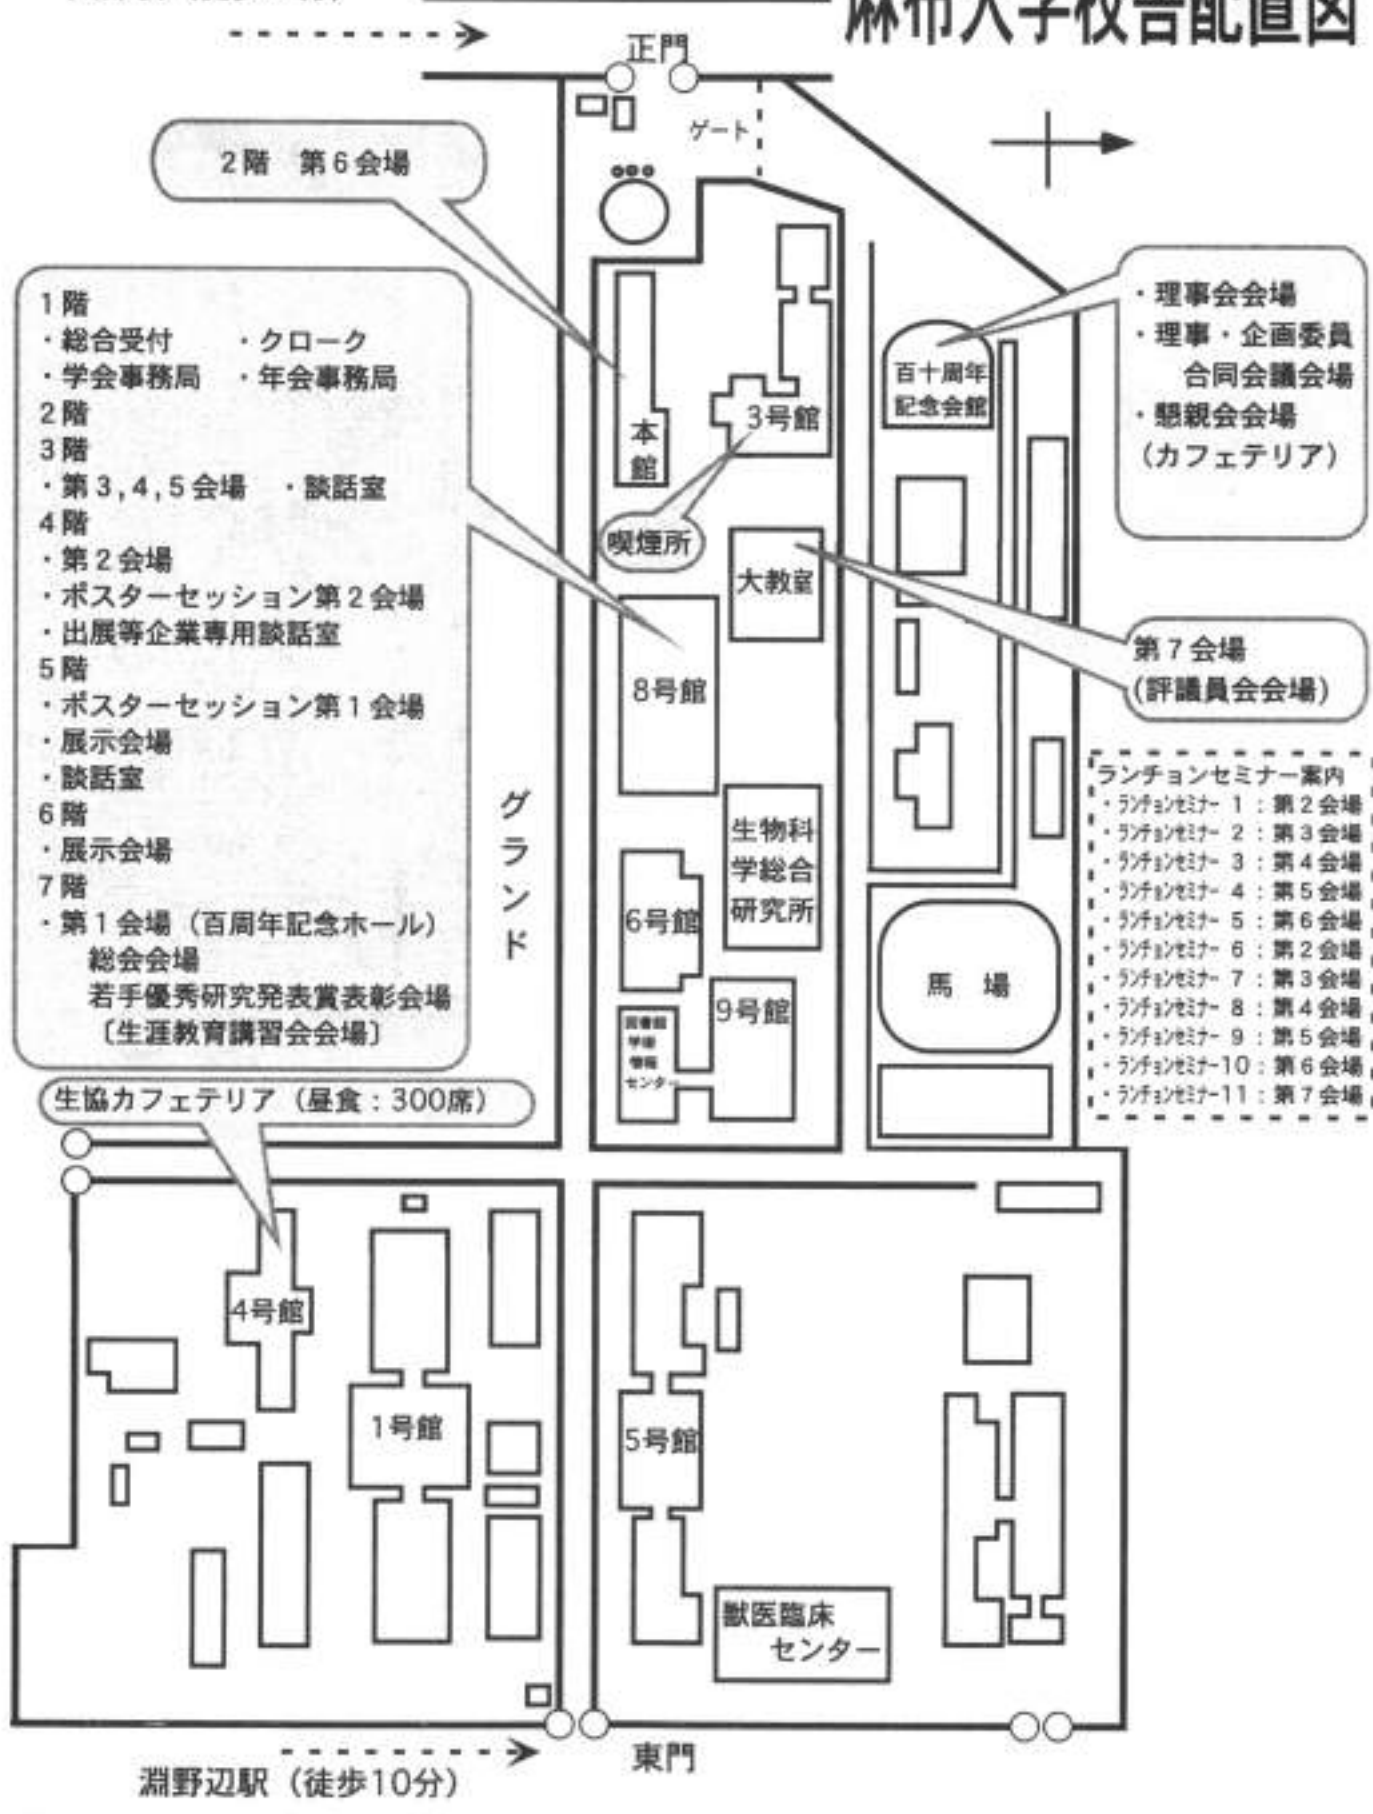 麻布大学校舎配置図
正門
ゲート
2階 第6会場
1階
・総合受付 ・クローク
・学会事務局 ・年会事務局
2階
3階
・第3,4,5会場 ・談話室
4階
・第2会場
・ポスターセッション第2会場
・出展等企業専用談話室
5階
・ポスターセッション第1会場
・展示会場
・談話室
6階
・展示会場
7階
・第1会場（百周年記念ホール）
総会会場
若手優秀研究発表賞表彰会場
〔生涯教育講習会会場〕
・理事会会場
・理事・企画委員
合同会議会場
・懇親会会場
（カフェテリア）
百十周年
記念会館
本
館
3号館
喫煙所
大教室
第7会場
(評議員会会場)
8号館
グ
ラ
ン
ド
生物科
学総合
研究所
6号館
9号館
図書館
学術
情報
センター
馬 場
ランチョンセミナー案内
・ランチョンセミナー 1：第2会場
・ランチョンセミナー 2：第3会場
・ランチョンセミナー 3：第4会場
・ランチョンセミナー 4：第5会場
・ランチョンセミナー 5：第6会場
・ランチョンセミナー 6：第2会場
・ランチョンセミナー 7：第3会場
・ランチョンセミナー 8：第4会場
・ランチョンセミナー 9：第5会場
・ランチョンセミナー10：第6会場
・ランチョンセミナー11：第7会場
生協カフェテリア（昼食：300席）
4号館
1号館
5号館
獣医臨床
センター
東門
淵野辺駅（徒歩10分）